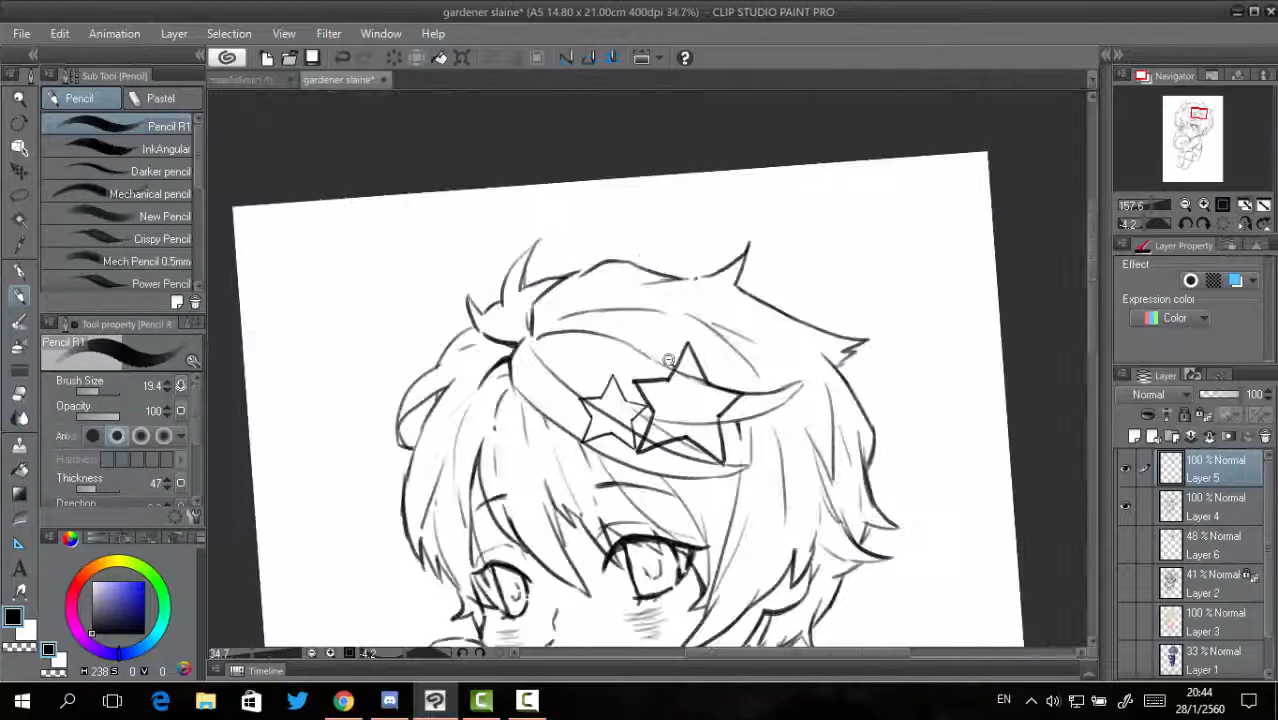 gardener slaine* (A5 14.80 x 21.00cm 400dpi 34.7%) - CLIP STUDIO PAINT PRO
File Edit Animation Layer Selection View Filter Window Help
Sub Tool [Pencil]
gardener slaine*
Navigator
Pencil Pastel
Pencil R1
InkAngular
Darker pencil
Mechanical pencil
New Pencil
Crispy Pencil
Mech Pencil 0.5mm
Power Pencil
157.6
-4.2
Layer Property
Effect
Expression color
Color
Tool property [Pencil R
Pencil R1
Brush Size 19.4
Opacity 100
Hardness
Thickness 47
Direction
Layer
Normal 100
100 % Normal
Layer 5
100 % Normal
Layer 4
48 % Normal
Layer 6
41 % Normal
Layer 2
100 % Normal
Layer 3
33 % Normal
Layer 1
H 238 S 0 V 0
34.7 -4.2
Timeline
EN 20:44
28/1/2560